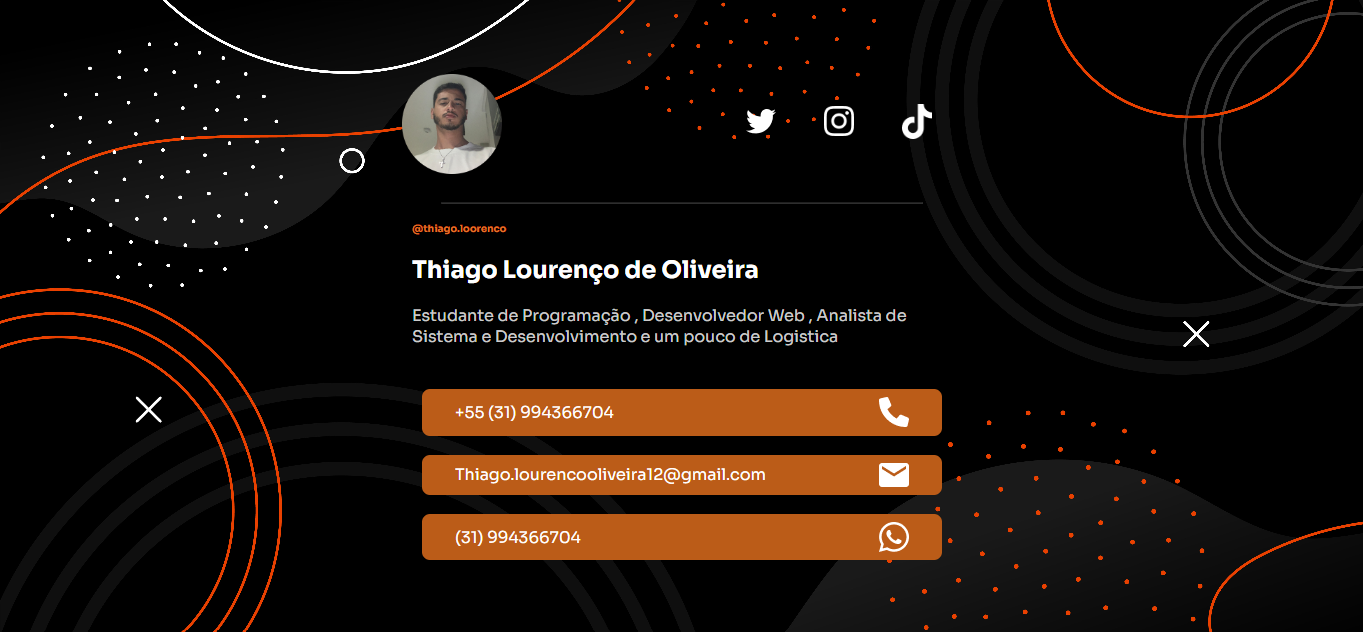 @thiago.loorenco
Thiago Lourenço de Oliveira
Estudante de Programação , Desenvolvedor Web , Analista de
Sistema e Desenvolvimento e um pouco de Logistica
+55 (31) 994366704
Thiago.lourencooliveira12@gmail.com
(31) 994366704